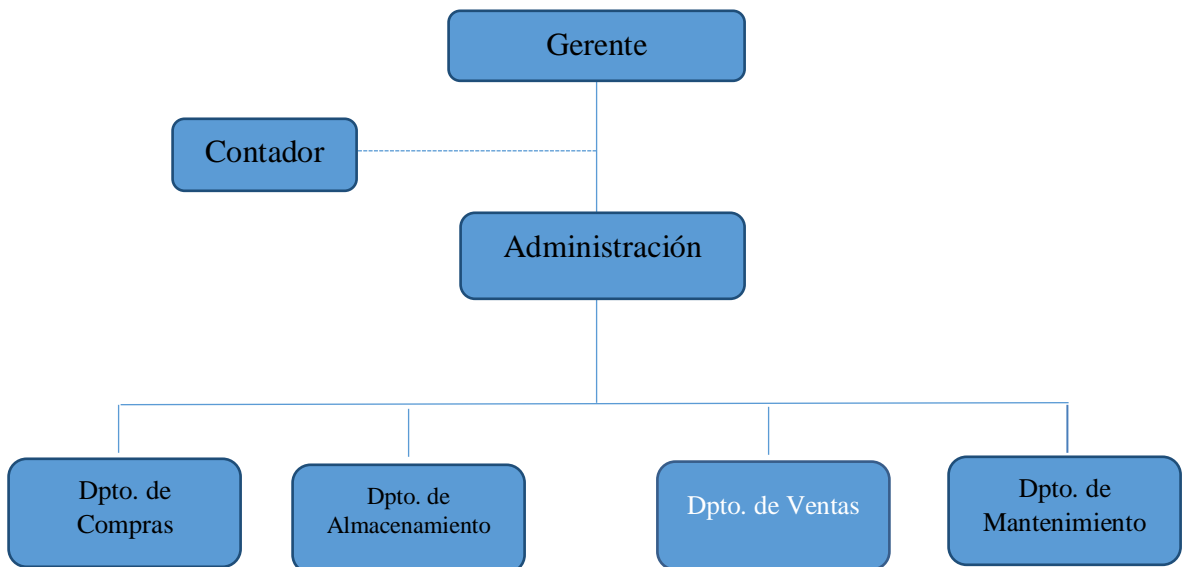 Gerente
Contador
Administración
Dpto. de
Compras
Dpto. de
Almacenamiento
Dpto. de Ventas
Dpto. de
Mantenimiento